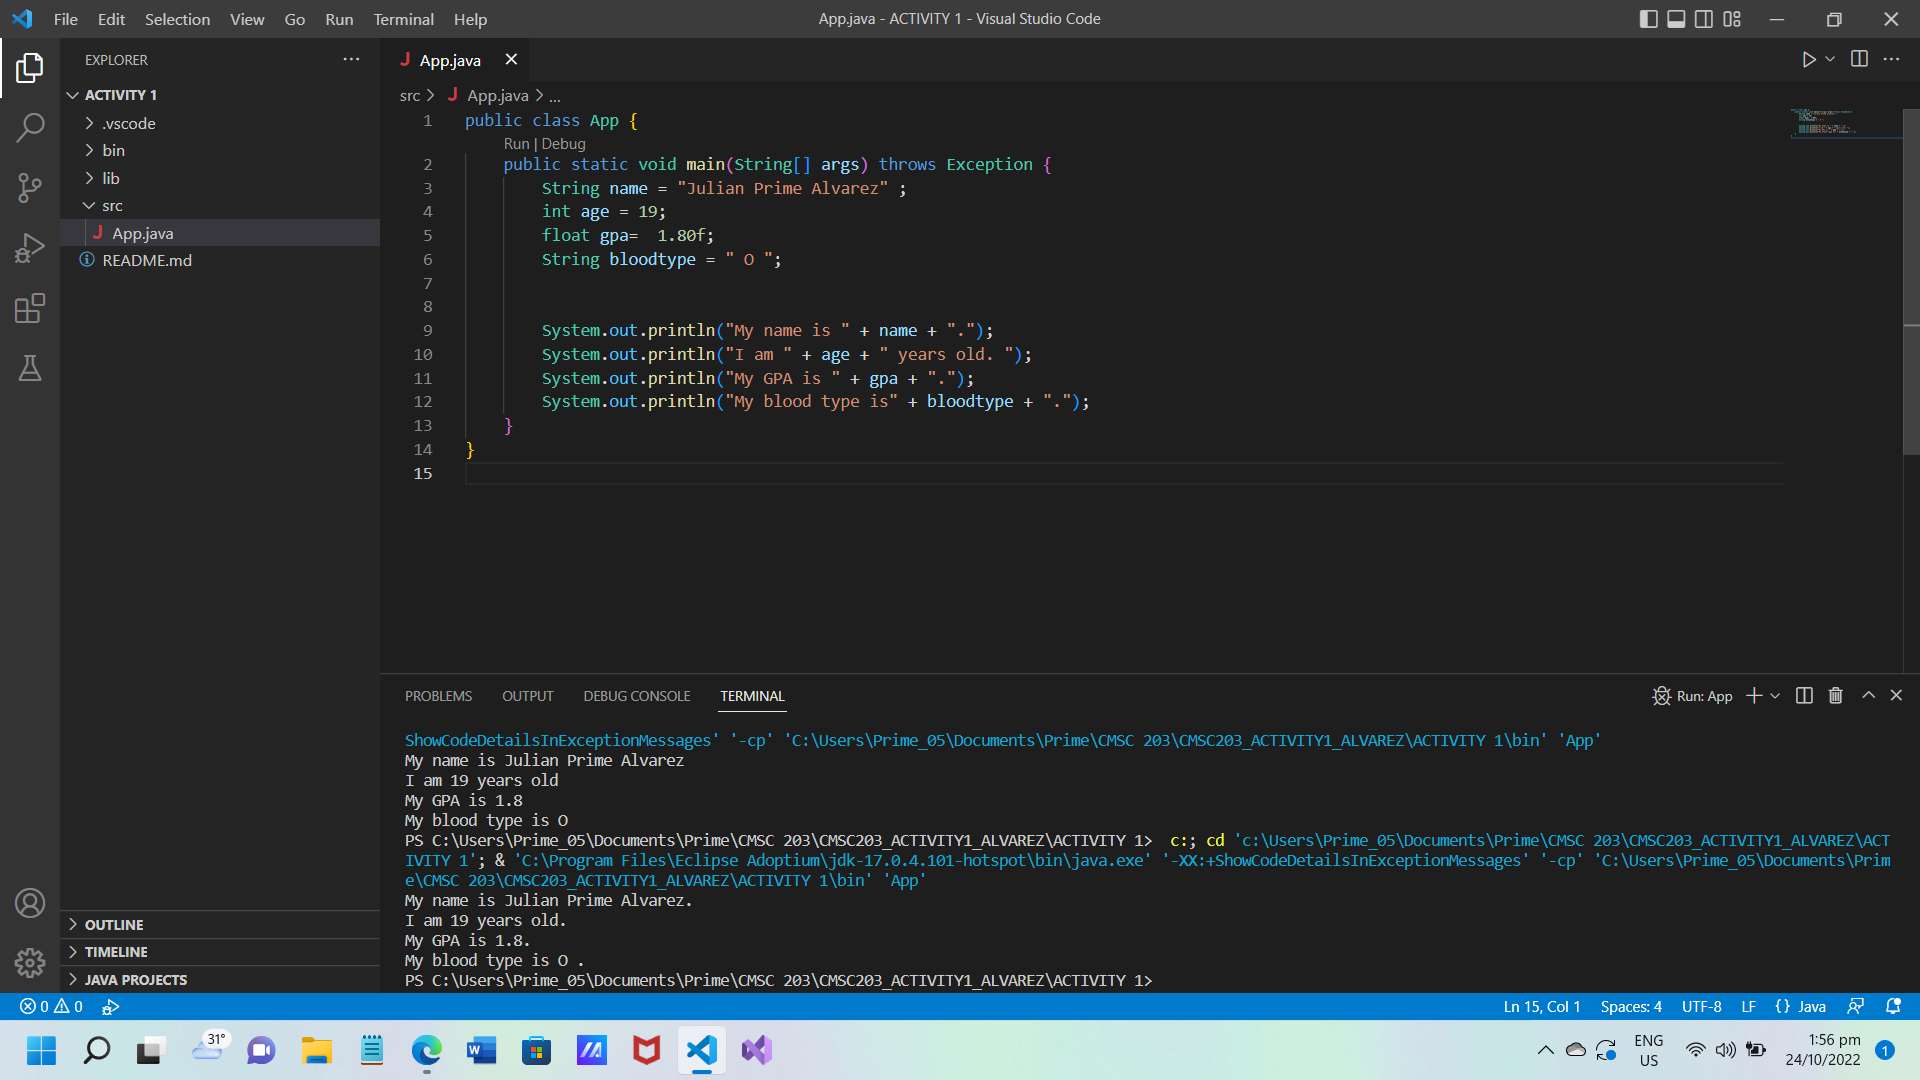 File Edit Selection View Go Run Terminal Help
App.java - ACTIVITY 1 - Visual Studio Code
EXPLORER
ACTIVITY 1
.vscode
bin
lib
src
App.java
README.md
OUTLINE
TIMELINE
JAVA PROJECTS
App.java
src > App.java > ...
1 public class App {
Run | Debug
2 public static void main(String[] args) throws Exception {
3 String name = "Julian Prime Alvarez" ;
4 int age = 19;
5 float gpa=  1.80f;
6 String bloodtype = " O ";
7
8
9 System.out.println("My name is " + name + ".");
10 System.out.println("I am " + age + " years old. ");
11 System.out.println("My GPA is " + gpa + ".");
12 System.out.println("My blood type is" + bloodtype + ".");
13 }
14 }
15
PROBLEMS OUTPUT DEBUG CONSOLE TERMINAL
Run: App
ShowCodeDetailsInExceptionMessages' '-cp' 'C:\Users\Prime_05\Documents\Prime\CMSC 203\CMSC203_ACTIVITY1_ALVAREZ\ACTIVITY 1\bin' 'App'
My name is Julian Prime Alvarez
I am 19 years old
My GPA is 1.8
My blood type is O
PS C:\Users\Prime_05\Documents\Prime\CMSC 203\CMSC203_ACTIVITY1_ALVAREZ\ACTIVITY 1>  c:; cd 'c:\Users\Prime_05\Documents\Prime\CMSC 203\CMSC203_ACTIVITY1_ALVAREZ\ACT
IVITY 1'; & 'C:\Program Files\Eclipse Adoptium\jdk-17.0.4.101-hotspot\bin\java.exe' '-XX:+ShowCodeDetailsInExceptionMessages' '-cp' 'C:\Users\Prime_05\Documents\Prim
e\CMSC 203\CMSC203_ACTIVITY1_ALVAREZ\ACTIVITY 1\bin' 'App'
My name is Julian Prime Alvarez.
I am 19 years old.
My GPA is 1.8.
My blood type is O .
PS C:\Users\Prime_05\Documents\Prime\CMSC 203\CMSC203_ACTIVITY1_ALVAREZ\ACTIVITY 1>
0 0
Ln 15, Col 1 Spaces: 4 UTF-8 LF {} Java
31°
ENG
US
1:56 pm
24/10/2022
1